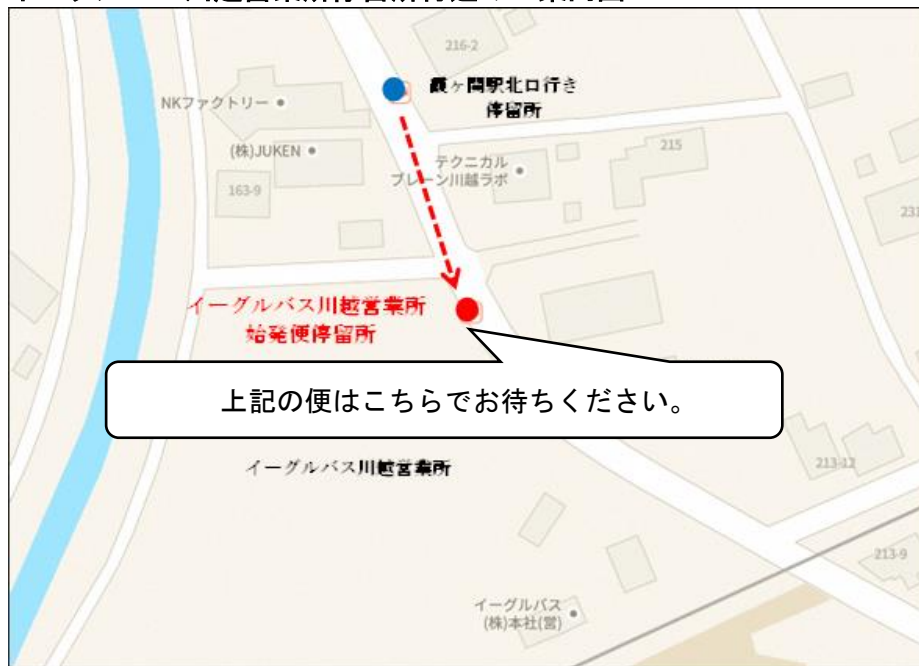 216-2
霞ヶ関駅北口行き
停留所
NKファクトリー
(株)JUKEN
テクニカル
ブレーン川越ラボ
215
163-9
231
イーグルバス川越営業所
始発便停留所
上記の便はこちらでお待ちください。
イーグルバス川越営業所
213-12
213-9
イーグルバス
(株)本社(営)